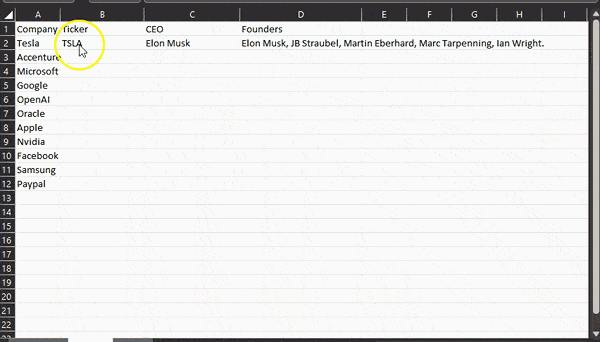 A B C D E F G H I
1 Company Ticker CEO Founders
2 Tesla TSLA Elon Musk Elon Musk, JB Straubel, Martin Eberhard, Marc Tarpenning, Ian Wright.
3 Accenture
4 Microsoft
5 Google
6 OpenAI
7 Oracle
8 Apple
9 Nvidia
10 Facebook
11 Samsung
12 Paypal
13
14
15
16
17
18
19
20
21
22